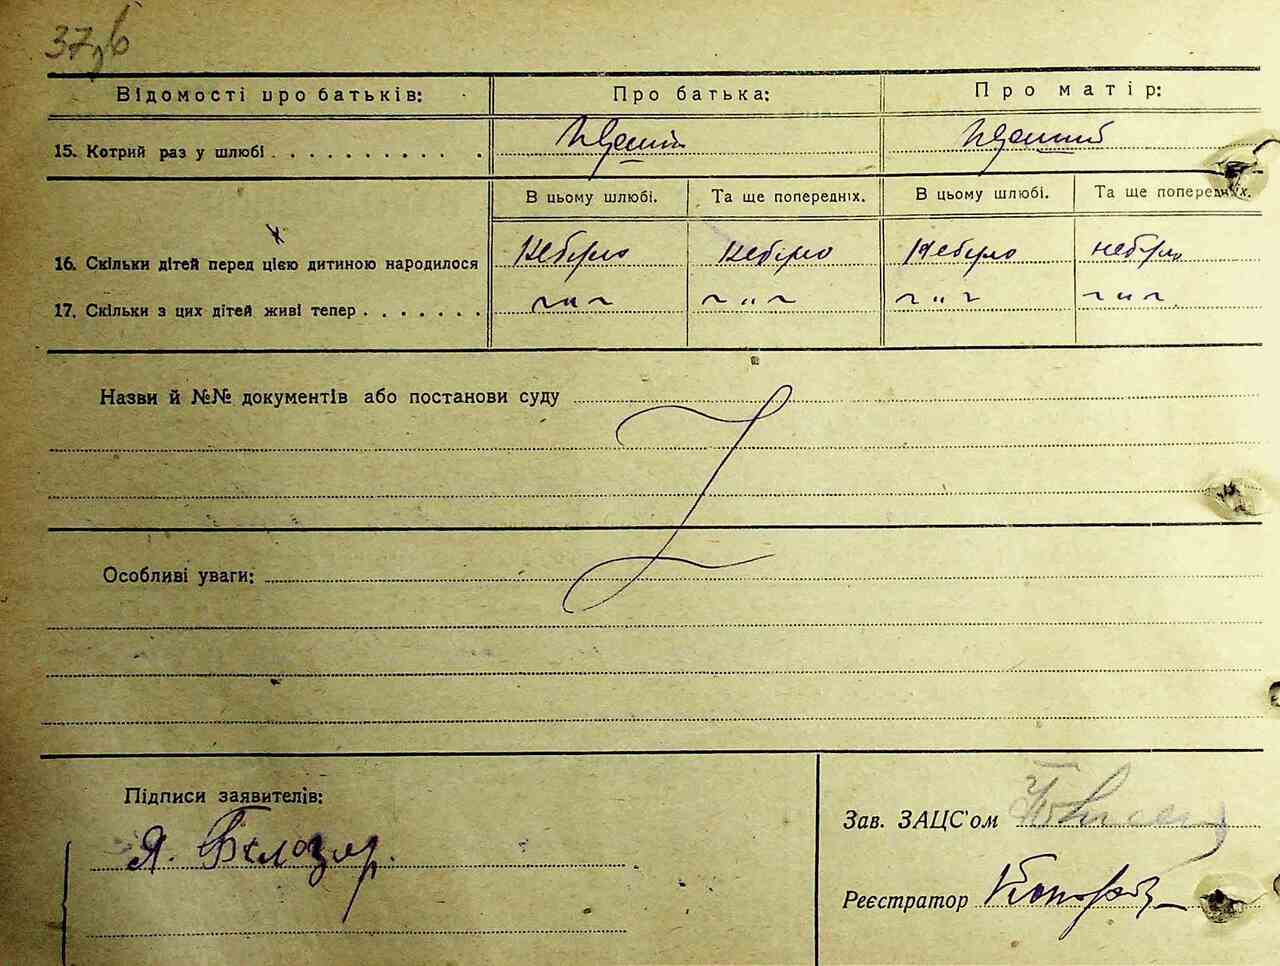 37 зв
Відомості про батьків: Про батька: Про матір:
15. Котрий раз у шлюбі . . . . . . . . . . .
В цьому шлюбі. Та ще попередніх. В цьому шлюбі. Та ще попередніх.
16. Скільки дітей перед цією дитиною народилося небуло небуло небуло небуло
17. Скільки з цих дітей живі тепер . . . . . . . ~ " ~ ~ " ~ ~ " ~ ~ " ~
Назви й №№ документів або постанови суду
Особливі уваги:
Підписи заявителів:
Я. Белозор.
Зав. ЗАЦС'ом
Реєстратор